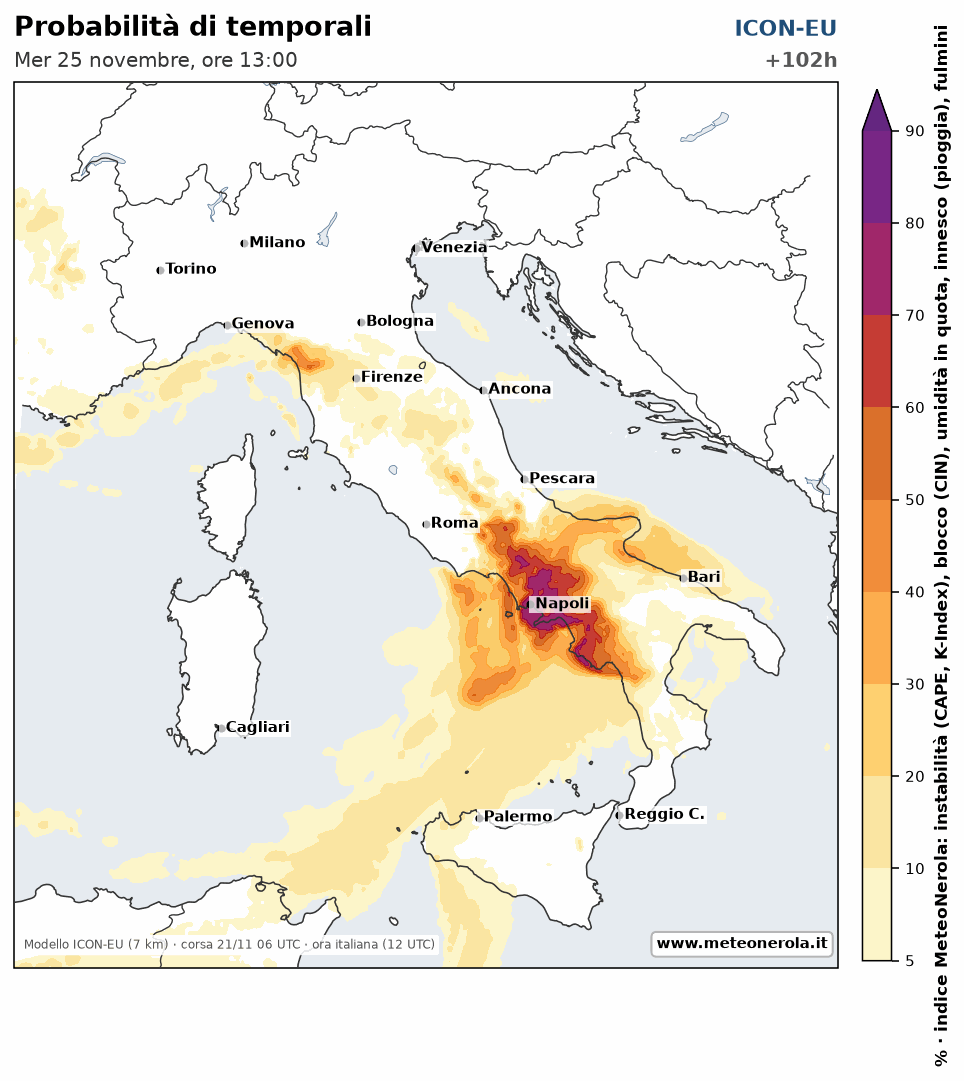 Probabilità di temporali
ICON-EU
Mer 25 novembre, ore 13:00
+102h
Milano
Venezia
Torino
Genova
Bologna
Firenze
Ancona
Pescara
Roma
Bari
Napoli
Cagliari
Palermo
Reggio C.
Modello ICON-EU (7 km) · corsa 21/11 06 UTC · ora italiana (12 UTC)
www.meteonerola.it
90
80
70
60
50
40
30
20
10
5
% · indice MeteoNerola: instabilità (CAPE, K-Index), blocco (CIN), umidità in quota, innesco (pioggia), fulmini